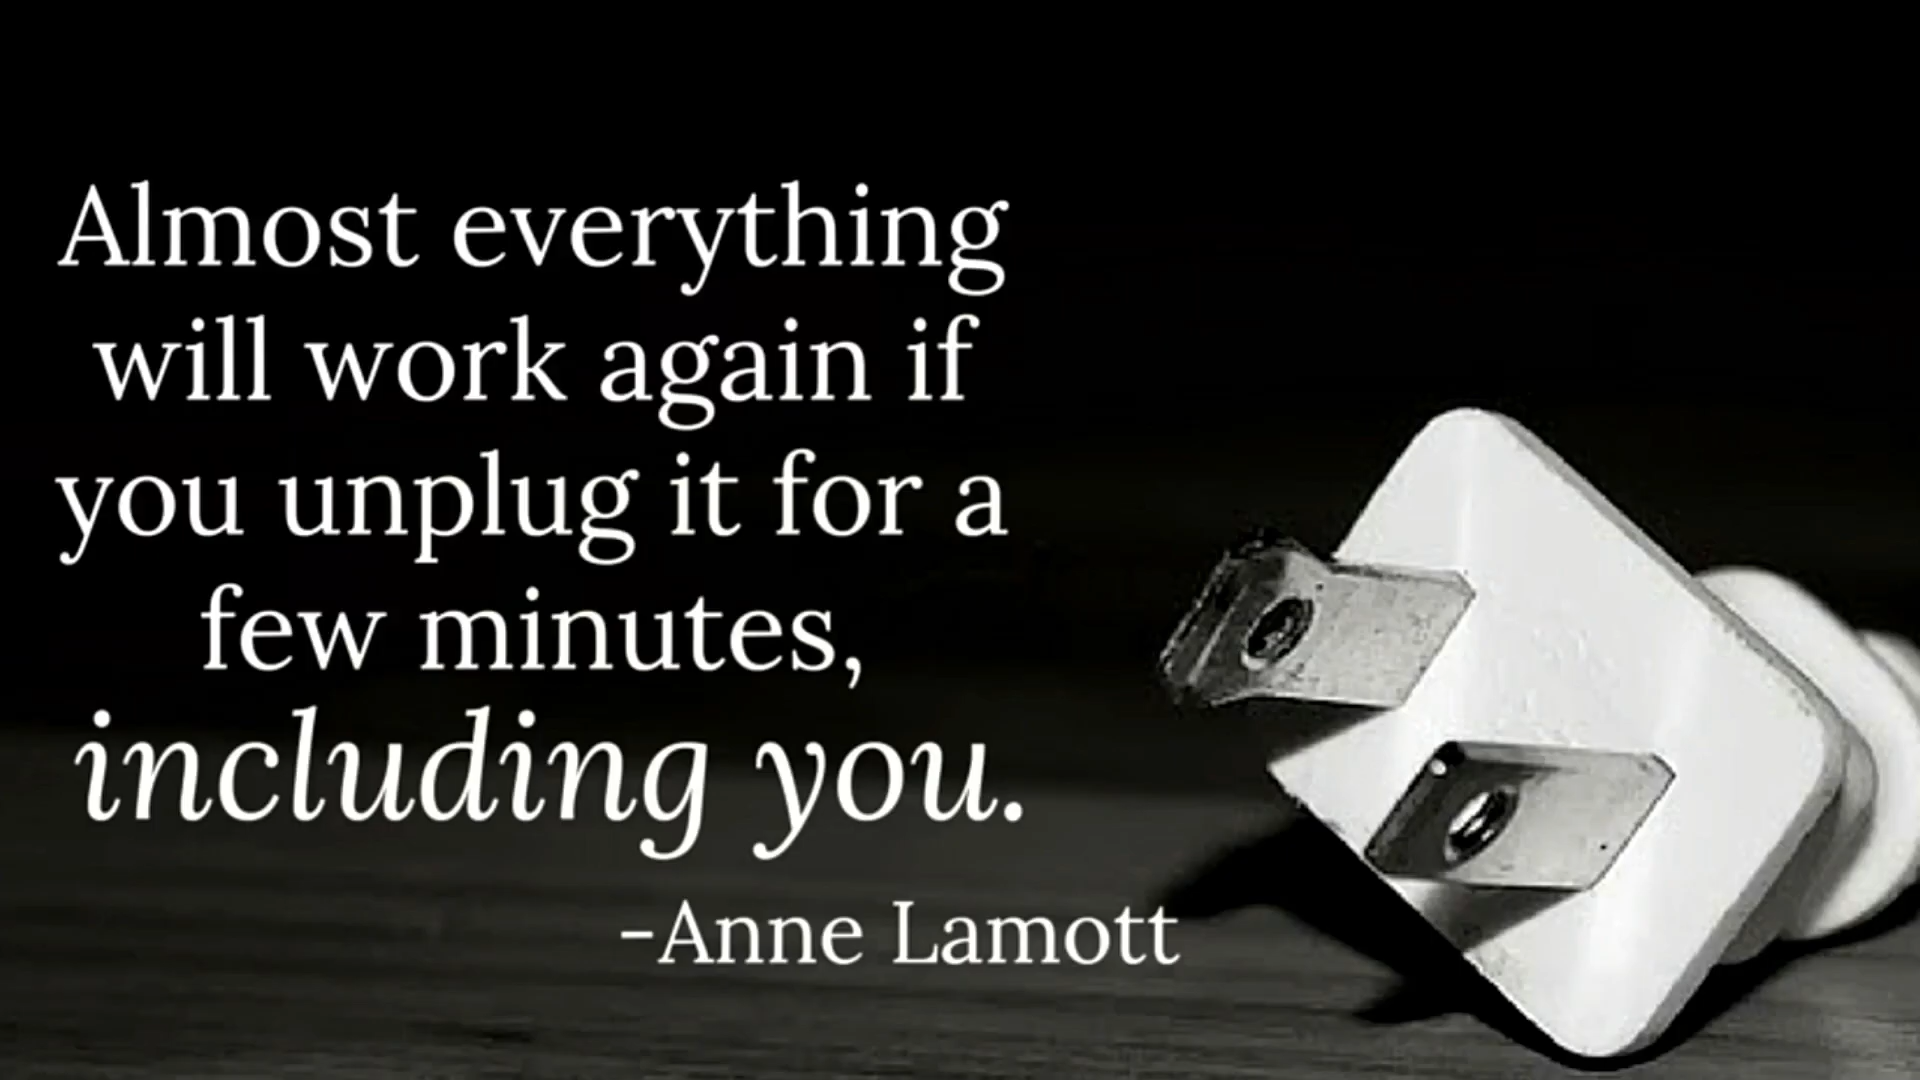 Almost everything
will work again if
you unplug it for a
few minutes,
including you.
-Anne Lamott